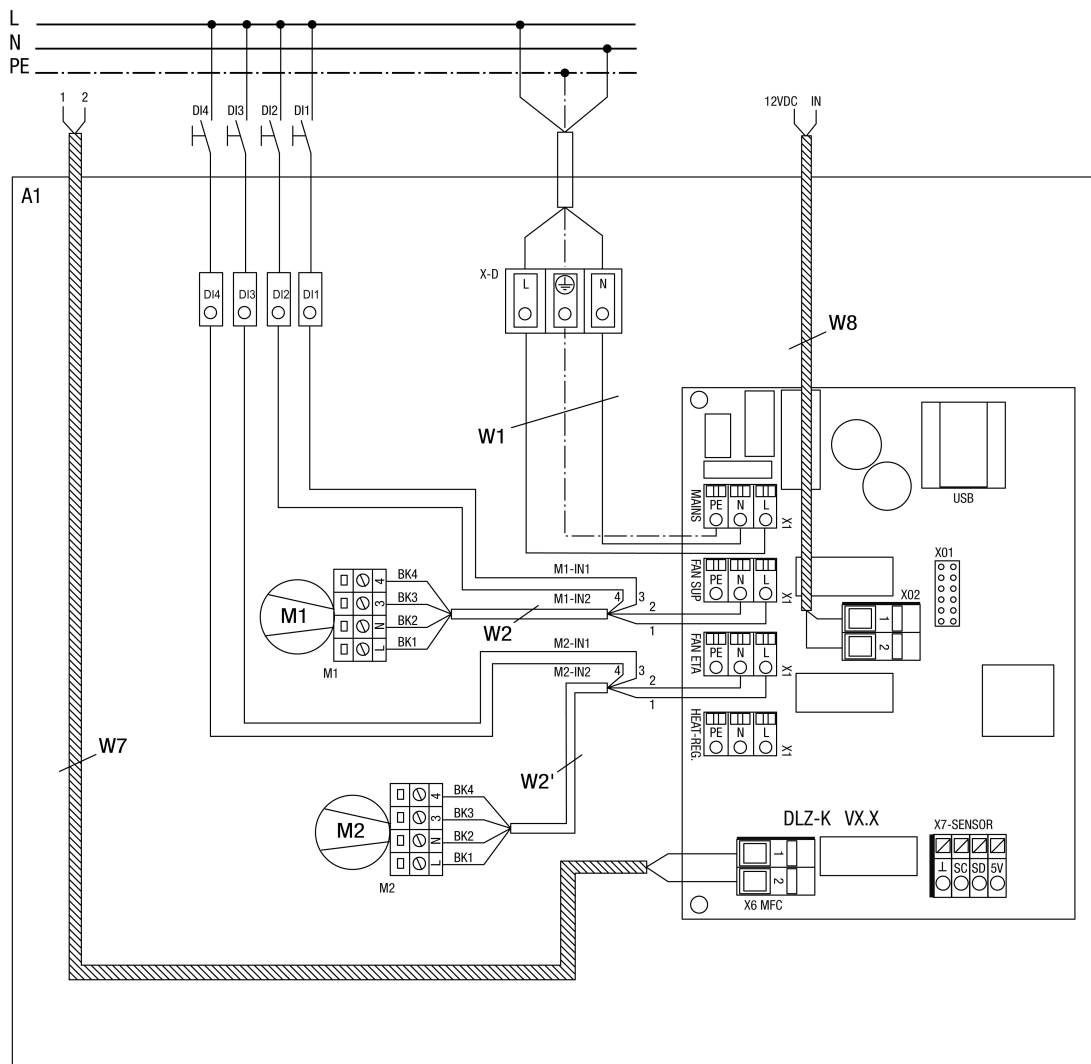 L
N
PE
1 2
DI4 DI3 DI2 DI1
12VDC IN
A1
X-D
L N
DI4 DI3 DI2 DI1
W8
W1
USB
MAINS
PE N L
X1
X01
FAN SUP
PE N L
X1
X02
1
2
M1-IN1
M1-IN2
4 3
2
1
W2
M1
4
3
N
L
BK4
BK3
BK2
BK1
M1
M2-IN1
M2-IN2
4 3
2
1
FAN ETA
PE N L
X1
HEAT-REG.
PE N L
X1
W7
W2'
M2
4
3
N
L
BK4
BK3
BK2
BK1
M2
DLZ-K VX.X
X7-SENSOR
⊥ SC SD 5V
1
2
X6 MFC